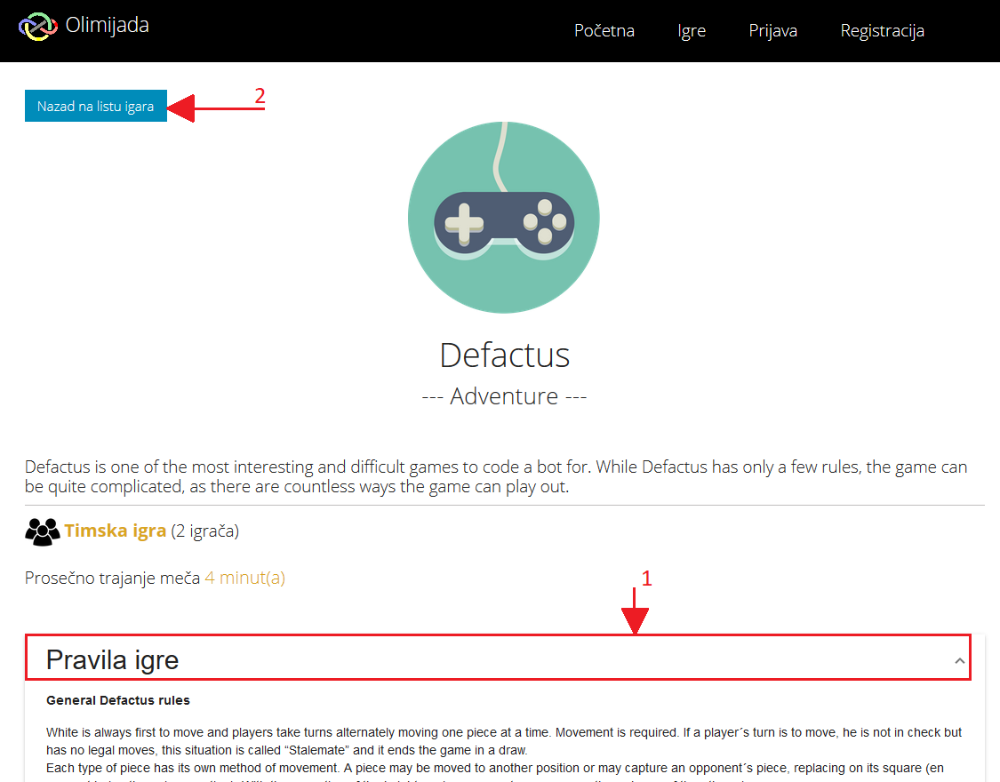 Olimijada
Početna
Igre
Prijava
Registracija
Nazad na listu igara
2
Defactus
--- Adventure ---
Defactus is one of the most interesting and difficult games to code a bot for. While Defactus has only a few rules, the game can
be quite complicated, as there are countless ways the game can play out.
Timska igra (2 igrača)
Prosečno trajanje meča 4 minut(a)
1
Pravila igre
General Defactus rules
White is always first to move and players take turns alternately moving one piece at a time. Movement is required. If a player´s turn is to move, he is not in check but
has no legal moves, this situation is called “Stalemate” and it ends the game in a draw.
Each type of piece has its own method of movement. A piece may be moved to another position or may capture an opponent´s piece, replacing on its square (en